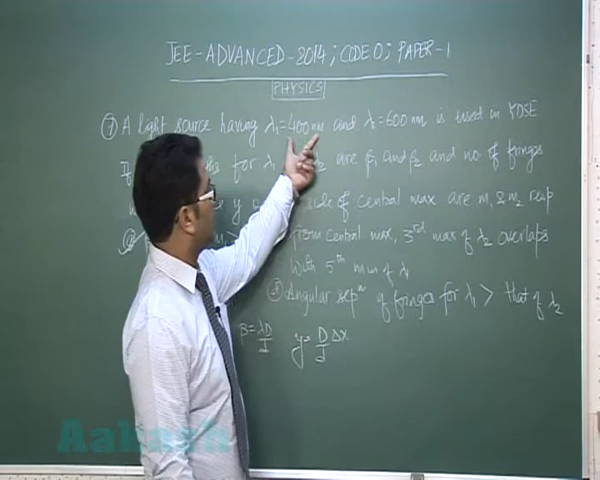 JEE-ADVANCED-2014; CODE 0; PAPER-1
PHYSICS
(7) A light source having λ₁=400 nm and λ₂=600 nm is used in YDSE
If for λ are β₁ and β₂ and no of fringes
y side of central max are m₁ & m₂ resp
(a) from central max, 3rd max of λ₂ overlaps
with 5th min of λ₁
Angular sepⁿ of fringes for λ₁ > that of λ₂
β = λD/d y = D/d Δx
Aakash